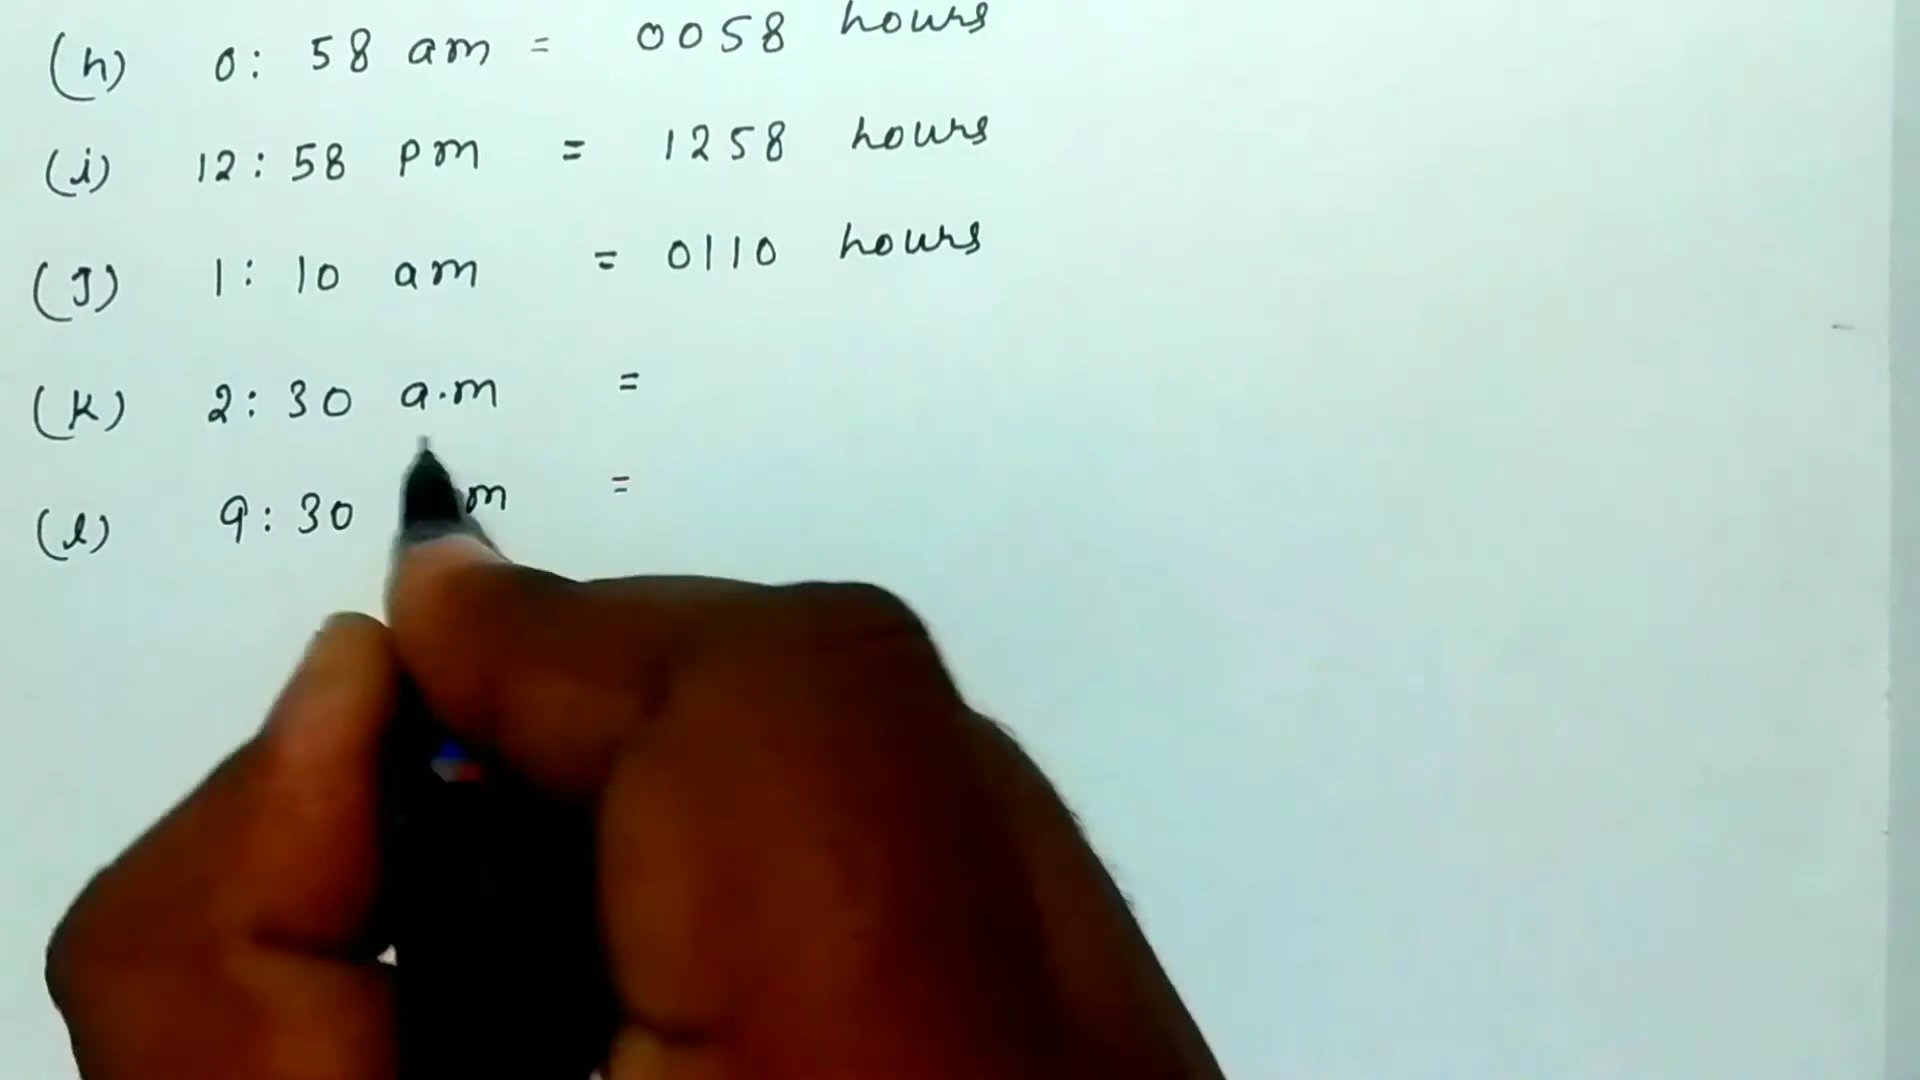 (h) 0: 58 am = 0058 hours
(i) 12: 58 pm = 1258 hours
(J) 1: 10 am = 0110 hours
(K) 2: 30 a.m =
(l) 9: 30 m =